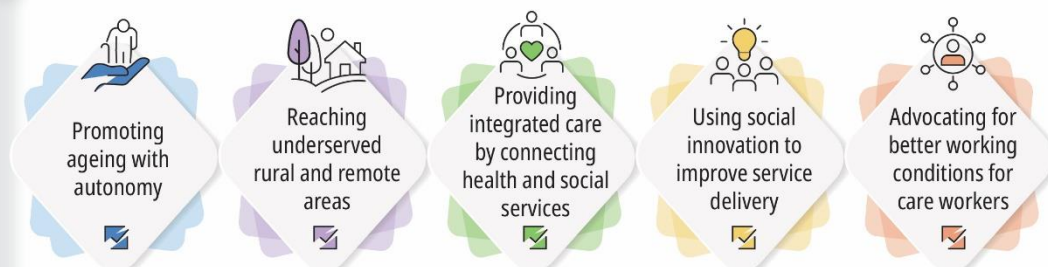 Promoting
ageing with
autonomy
Reaching
underserved
rural and remote
areas
Providing
integrated care
by connecting
health and social
services
Using social
innovation to
improve service
delivery
Advocating for
better working
conditions for
care workers